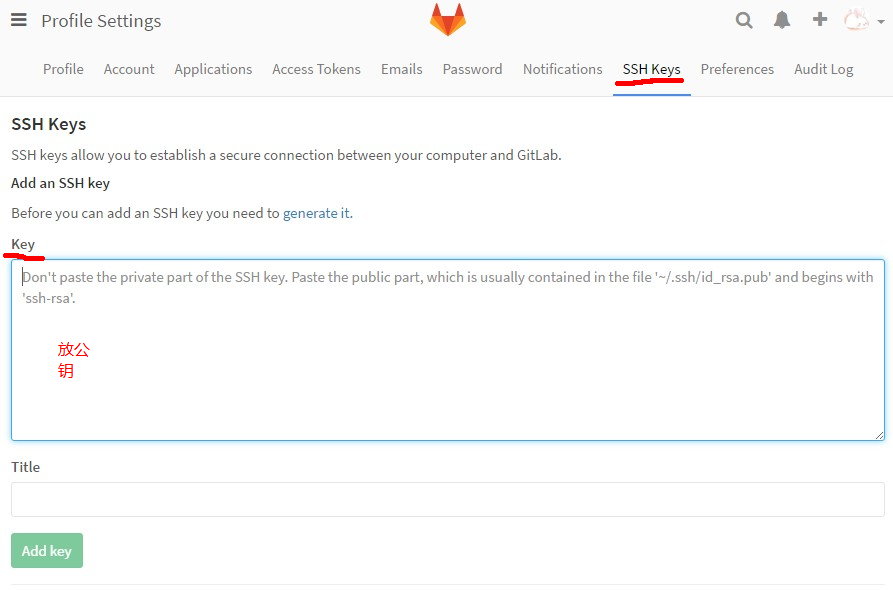 Profile Settings
Profile Account Applications Access Tokens Emails Password Notifications SSH Keys Preferences Audit Log
SSH Keys
SSH keys allow you to establish a secure connection between your computer and GitLab.
Add an SSH key
Before you can add an SSH key you need to generate it.
Key
Don't paste the private part of the SSH key. Paste the public part, which is usually contained in the file '~/.ssh/id_rsa.pub' and begins with
'ssh-rsa'.
放公
钥
Title
Add key